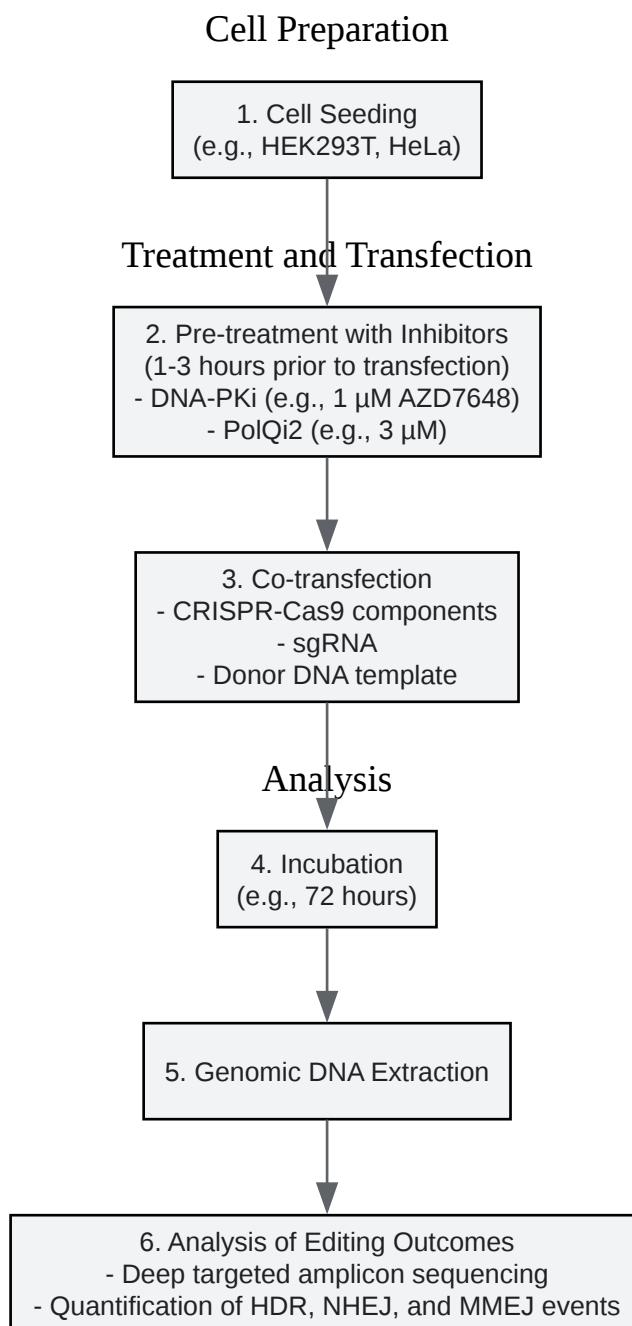 Cell Preparation
1. Cell Seeding
(e.g., HEK293T, HeLa)
Treatment and Transfection
2. Pre-treatment with Inhibitors
(1-3 hours prior to transfection)
- DNA-PKi (e.g., 1 µM AZD7648)
- PolQi2 (e.g., 3 µM)
3. Co-transfection
- CRISPR-Cas9 components
- sgRNA
- Donor DNA template
Analysis
4. Incubation
(e.g., 72 hours)
5. Genomic DNA Extraction
6. Analysis of Editing Outcomes
- Deep targeted amplicon sequencing
- Quantification of HDR, NHEJ, and MMEJ events